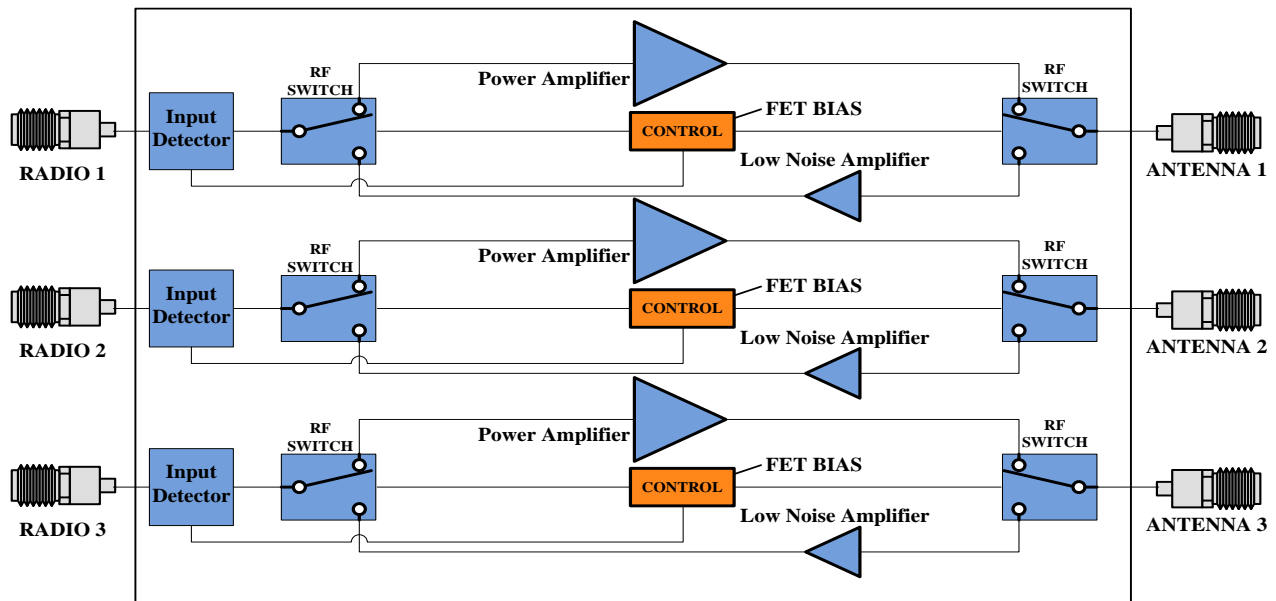 RF
SWITCH
Power Amplifier
RF
SWITCH
FET BIAS
Input
Detector
CONTROL
RADIO 1
Low Noise Amplifier
ANTENNA 1
RF
SWITCH
Power Amplifier
RF
SWITCH
FET BIAS
Input
Detector
CONTROL
RADIO 2
Low Noise Amplifier
ANTENNA 2
RF
SWITCH
Power Amplifier
RF
SWITCH
FET BIAS
Input
Detector
CONTROL
RADIO 3
Low Noise Amplifier
ANTENNA 3